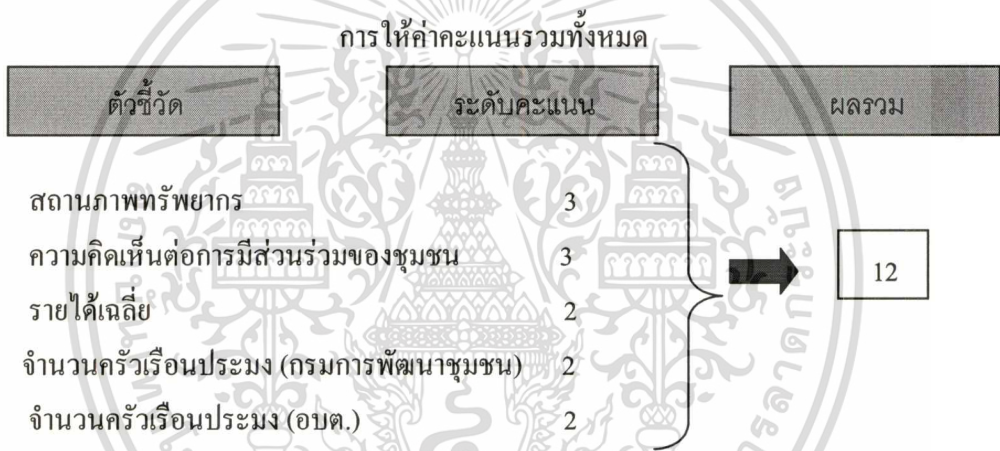 การให้ค่าคะแนนรวมทั้งหมด
ตัวชี้วัด ระดับคะแนน ผลรวม
สถานภาพทรัพยากร 3
ความคิดเห็นต่อการมีส่วนร่วมของชุมชน 3
12
รายได้เฉลี่ย 2
จำนวนครัวเรือนประมง (กรมการพัฒนาชุมชน) 2
จำนวนครัวเรือนประมง (อบต.) 2